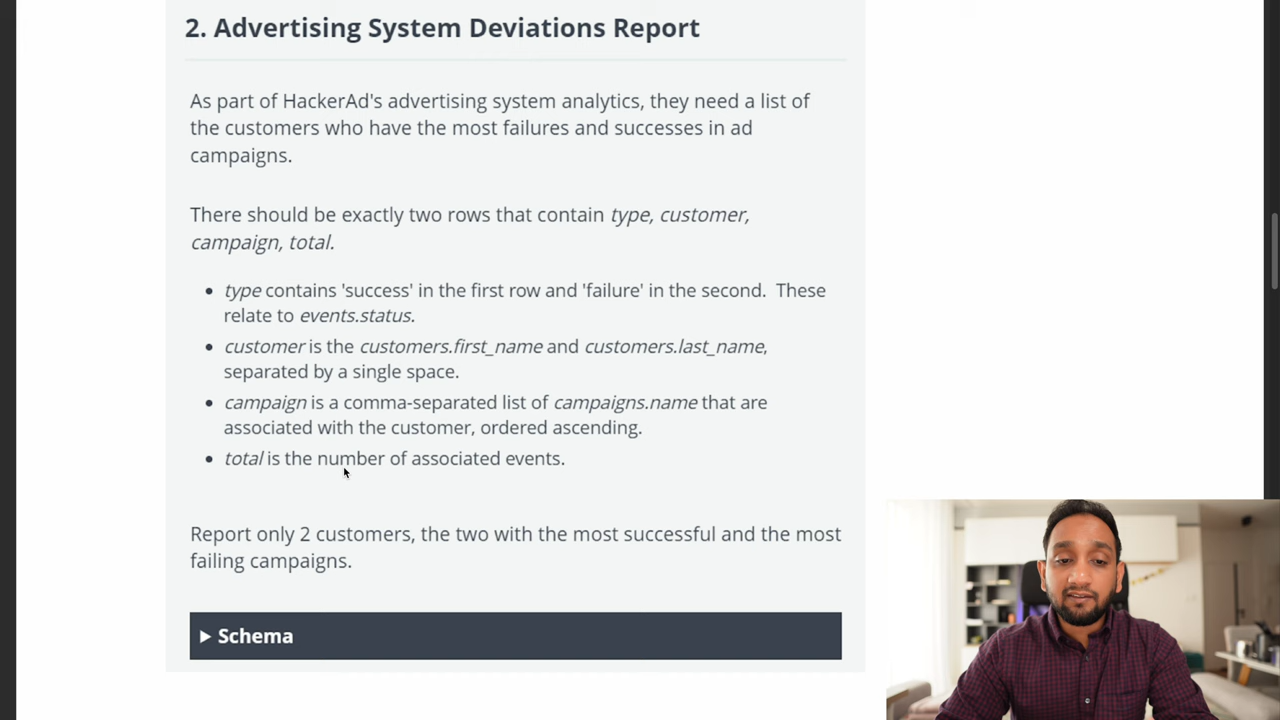 2. Advertising System Deviations Report
As part of HackerAd's advertising system analytics, they need a list of
the customers who have the most failures and successes in ad
campaigns.
There should be exactly two rows that contain type, customer,
campaign, total.
• type contains 'success' in the first row and 'failure' in the second.  These
relate to events.status.
• customer is the customers.first_name and customers.last_name,
separated by a single space.
• campaign is a comma-separated list of campaigns.name that are
associated with the customer, ordered ascending.
• total is the number of associated events.
Report only 2 customers, the two with the most successful and the most
failing campaigns.
▶ Schema